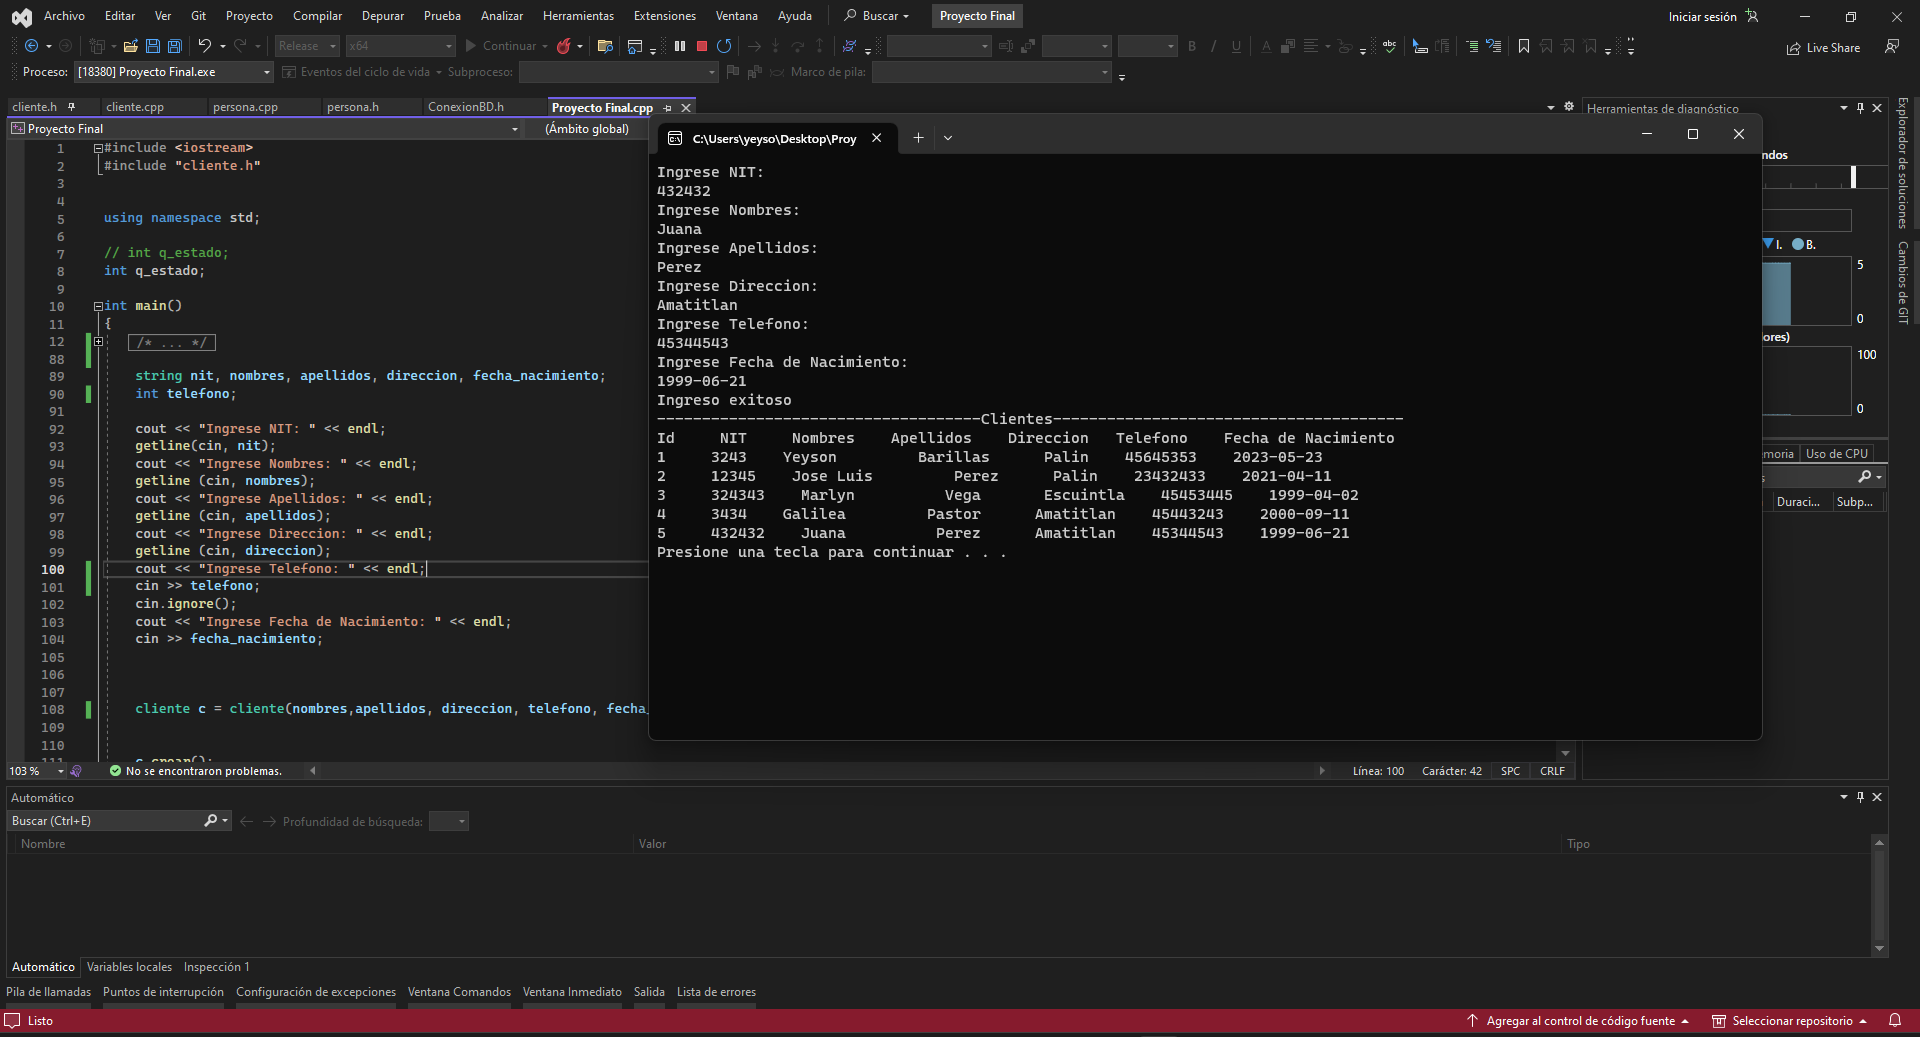 Archivo Editar Ver Git Proyecto Compilar Depurar Prueba Analizar Herramientas Extensiones Ventana Ayuda Buscar Proyecto Final Iniciar sesión
Release x64 Continuar Live Share
Proceso: [18380] Proyecto Final.exe Eventos del ciclo de vida Subproceso: Marco de pila:
cliente.h cliente.cpp persona.cpp persona.h ConexionBD.h Proyecto Final.cpp
Proyecto Final (Ámbito global)
1 #include <iostream>
2 #include "cliente.h"
3
4
5 using namespace std;
6
7 // int q_estado;
8 int q_estado;
9
10 int main()
11 {
12 /* ... */
88
89 string nit, nombres, apellidos, direccion, fecha_nacimiento;
90 int telefono;
91
92 cout << "Ingrese NIT: " << endl;
93 getline(cin, nit);
94 cout << "Ingrese Nombres: " << endl;
95 getline (cin, nombres);
96 cout << "Ingrese Apellidos: " << endl;
97 getline (cin, apellidos);
98 cout << "Ingrese Direccion: " << endl;
99 getline (cin, direccion);
100 cout << "Ingrese Telefono: " << endl;
101 cin >> telefono;
102 cin.ignore();
103 cout << "Ingrese Fecha de Nacimiento: " << endl;
104 cin >> fecha_nacimiento;
105
106
107
108 cliente c = cliente(nombres,apellidos, direccion, telefono, fecha_
109
110
103 % No se encontraron problemas. Línea: 100 Carácter: 42 SPC CRLF
C:\Users\yeyso\Desktop\Proy
Ingrese NIT:
432432
Ingrese Nombres:
Juana
Ingrese Apellidos:
Perez
Ingrese Direccion:
Amatitlan
Ingrese Telefono:
45344543
Ingrese Fecha de Nacimiento:
1999-06-21
Ingreso exitoso
------------------------------------Clientes---------------------------------------
Id NIT Nombres Apellidos Direccion Telefono Fecha de Nacimiento
1 3243 Yeyson Barillas Palin 45645353 2023-05-23
2 12345 Jose Luis Perez Palin 23432433 2021-04-11
3 324343 Marlyn Vega Escuintla 45453445 1999-04-02
4 3434 Galilea Pastor Amatitlan 45443243 2000-09-11
5 432432 Juana Perez Amatitlan 45344543 1999-06-21
Presione una tecla para continuar . . .
Herramientas de diagnóstico
ndos
I. B.
5
0
ores)
100
0
moria Uso de CPU
Duraci... Subp...
Explorador de soluciones
Cambios de GIT
Automático
Buscar (Ctrl+E) Profundidad de búsqueda:
Nombre Valor Tipo
Automático Variables locales Inspección 1
Pila de llamadas Puntos de interrupción Configuración de excepciones Ventana Comandos Ventana Inmediato Salida Lista de errores
Listo Agregar al control de código fuente Seleccionar repositorio